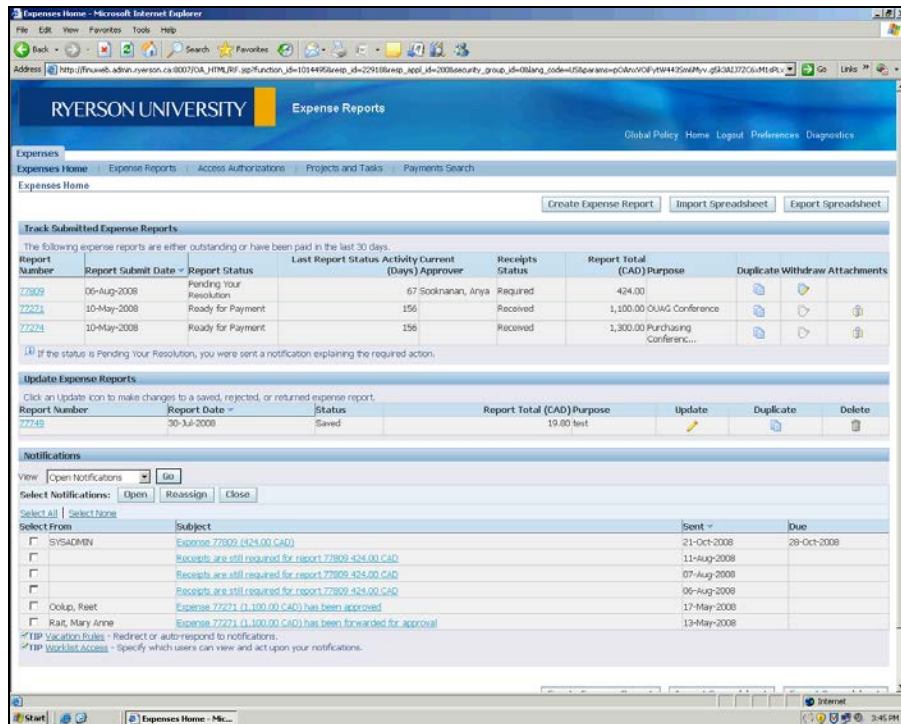 Expenses Home - Microsoft Internet Explorer
File Edit View Favorites Tools Help
Back Search Favorites
Address Go Links
RYERSON UNIVERSITY Expense Reports
Global Policy Home Logout Preferences Diagnostics
Expenses
Expenses Home Expense Reports Access Authorizations Projects and Tasks Payments Search
Expenses Home
Create Expense Report Import Spreadsheet Export Spreadsheet
Track Submitted Expense Reports
The following expense reports are either outstanding or have been paid in the last 30 days.
Report Number Report Submit Date Report Status Last Report Status Activity (Days) Current Approver Receipts Status Report Total (CAD) Purpose Duplicate Withdraw Attachments
77809 06-Aug-2008 Pending Your Resolution 67 Sooknanan, Anya Required 424.00
77271 10-May-2008 Ready for Payment 156 Received 1,100.00 OUAG Conference
77274 10-May-2008 Ready for Payment 156 Received 1,300.00 Purchasing Conferenc...
If the status is Pending Your Resolution, you were sent a notification explaining the required action.
Update Expense Reports
Click an Update icon to make changes to a saved, rejected, or returned expense report.
Report Number Report Date Status Report Total (CAD) Purpose Update Duplicate Delete
77749 30-Jul-2008 Saved 19.80 test
Notifications
View Open Notifications Go
Select Notifications: Open Reassign Close
Select All | Select None
Select From Subject Sent Due
SYSADMIN Expense 77809 (424.00 CAD) 21-Oct-2008 28-Oct-2008
Receipts are still required for report 77809 424.00 CAD 11-Aug-2008
Receipts are still required for report 77809 424.00 CAD 07-Aug-2008
Receipts are still required for report 77809 424.00 CAD 06-Aug-2008
Oolup, Reet Expense 77271 (1,100.00 CAD) has been approved 17-May-2008
Rait, Mary Anne Expense 77271 (1,100.00 CAD) has been forwarded for approval 13-May-2008
TIP Vacation Rules - Redirect or auto-respond to notifications.
TIP Worklist Access - Specify which users can view and act upon your notifications.
Internet
Start Expenses Home - Mic... 3:45 PM